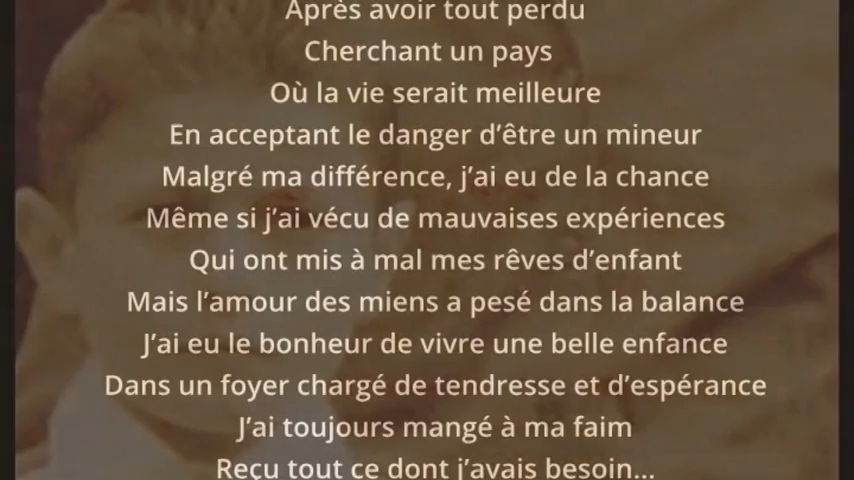 Après avoir tout perdu
Cherchant un pays
Où la vie serait meilleure
En acceptant le danger d’être un mineur
Malgré ma différence, j’ai eu de la chance
Même si j’ai vécu de mauvaises expériences
Qui ont mis à mal mes rêves d’enfant
Mais l’amour des miens a pesé dans la balance
J’ai eu le bonheur de vivre une belle enfance
Dans un foyer chargé de tendresse et d’espérance
J’ai toujours mangé à ma faim
Reçu tout ce dont j’avais besoin...